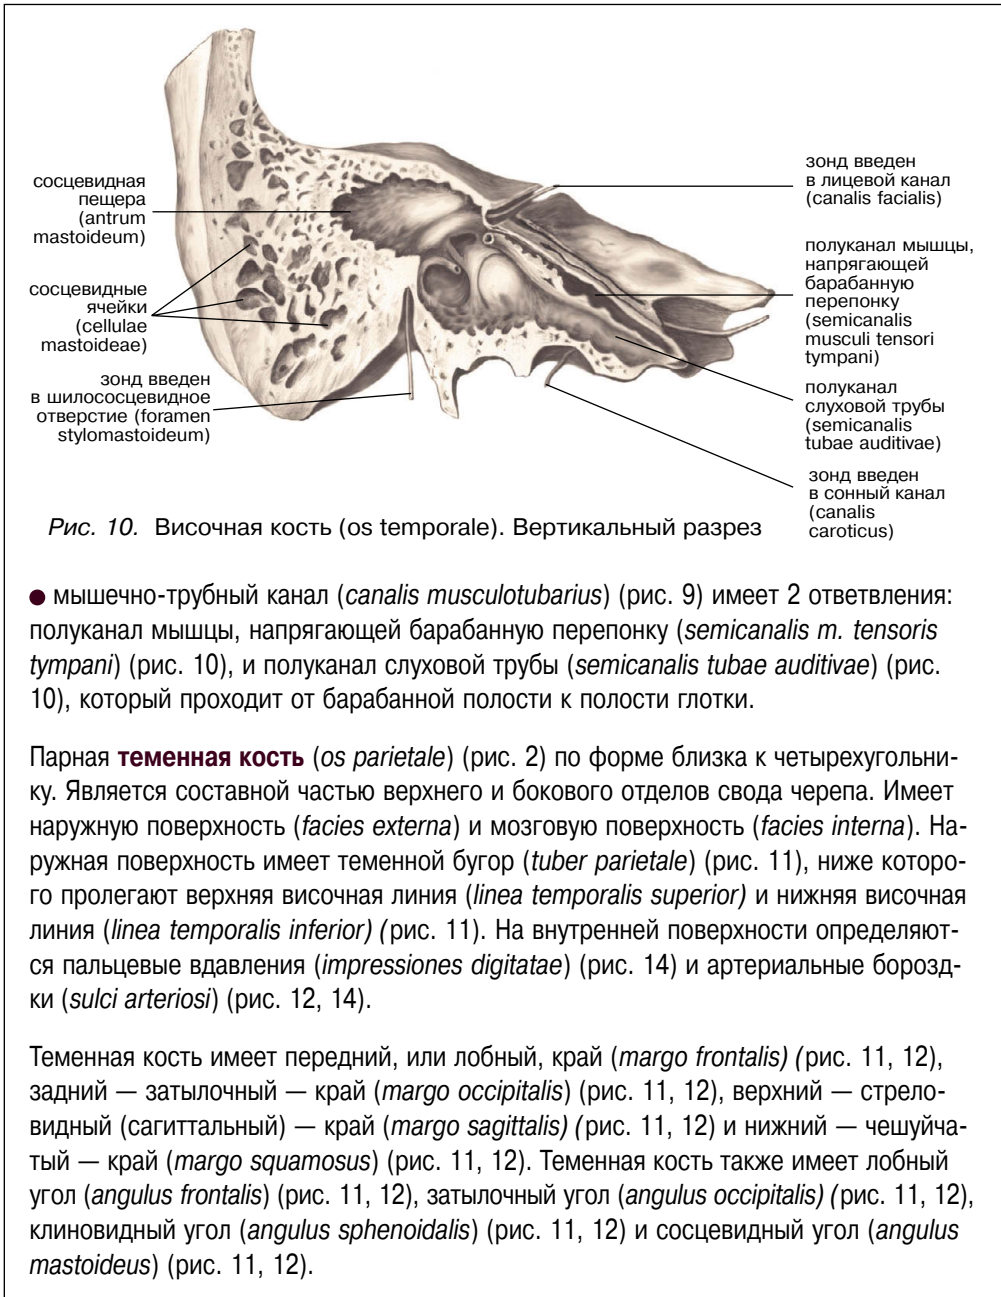 сосцевидная
пещера
(antrum
mastoideum)
сосцевидные
ячейки
(cellulae
mastoideae)
зонд введен
в шилососцевидное
отверстие (foramen
stylomastoideum)
зонд введен
в лицевой канал
(canalis facialis)
полуканал мышцы,
напрягающей
барабанную
перепонку
(semicanalis
musculi tensori
tympani)
полуканал
слуховой трубы
(semicanalis
tubae auditivae)
зонд введен
в сонный канал
(canalis
caroticus)
Рис. 10. Височная кость (os temporale). Вертикальный разрез
● мышечно-трубный канал (canalis musculotubarius) (рис. 9) имеет 2 ответвления:
полуканал мышцы, напрягающей барабанную перепонку (semicanalis m. tensoris
tympani) (рис. 10), и полуканал слуховой трубы (semicanalis tubae auditivae) (рис.
10), который проходит от барабанной полости к полости глотки.
Парная теменная кость (os parietale) (рис. 2) по форме близка к четырехугольни-
ку. Является составной частью верхнего и бокового отделов свода черепа. Имеет
наружную поверхность (facies externa) и мозговую поверхность (facies interna). На-
ружная поверхность имеет теменной бугор (tuber parietale) (рис. 11), ниже которо-
го пролегают верхняя височная линия (linea temporalis superior) и нижняя височная
линия (linea temporalis inferior) (рис. 11). На внутренней поверхности определяют-
ся пальцевые вдавления (impressiones digitatae) (рис. 14) и артериальные борозд-
ки (sulci arteriosi) (рис. 12, 14).
Теменная кость имеет передний, или лобный, край (margo frontalis) (рис. 11, 12),
задний — затылочный — край (margo occipitalis) (рис. 11, 12), верхний — стрело-
видный (сагиттальный) — край (margo sagittalis) (рис. 11, 12) и нижний — чешуйча-
тый — край (margo squamosus) (рис. 11, 12). Теменная кость также имеет лобный
угол (angulus frontalis) (рис. 11, 12), затылочный угол (angulus occipitalis) (рис. 11, 12),
клиновидный угол (angulus sphenoidalis) (рис. 11, 12) и сосцевидный угол (angulus
mastoideus) (рис. 11, 12).